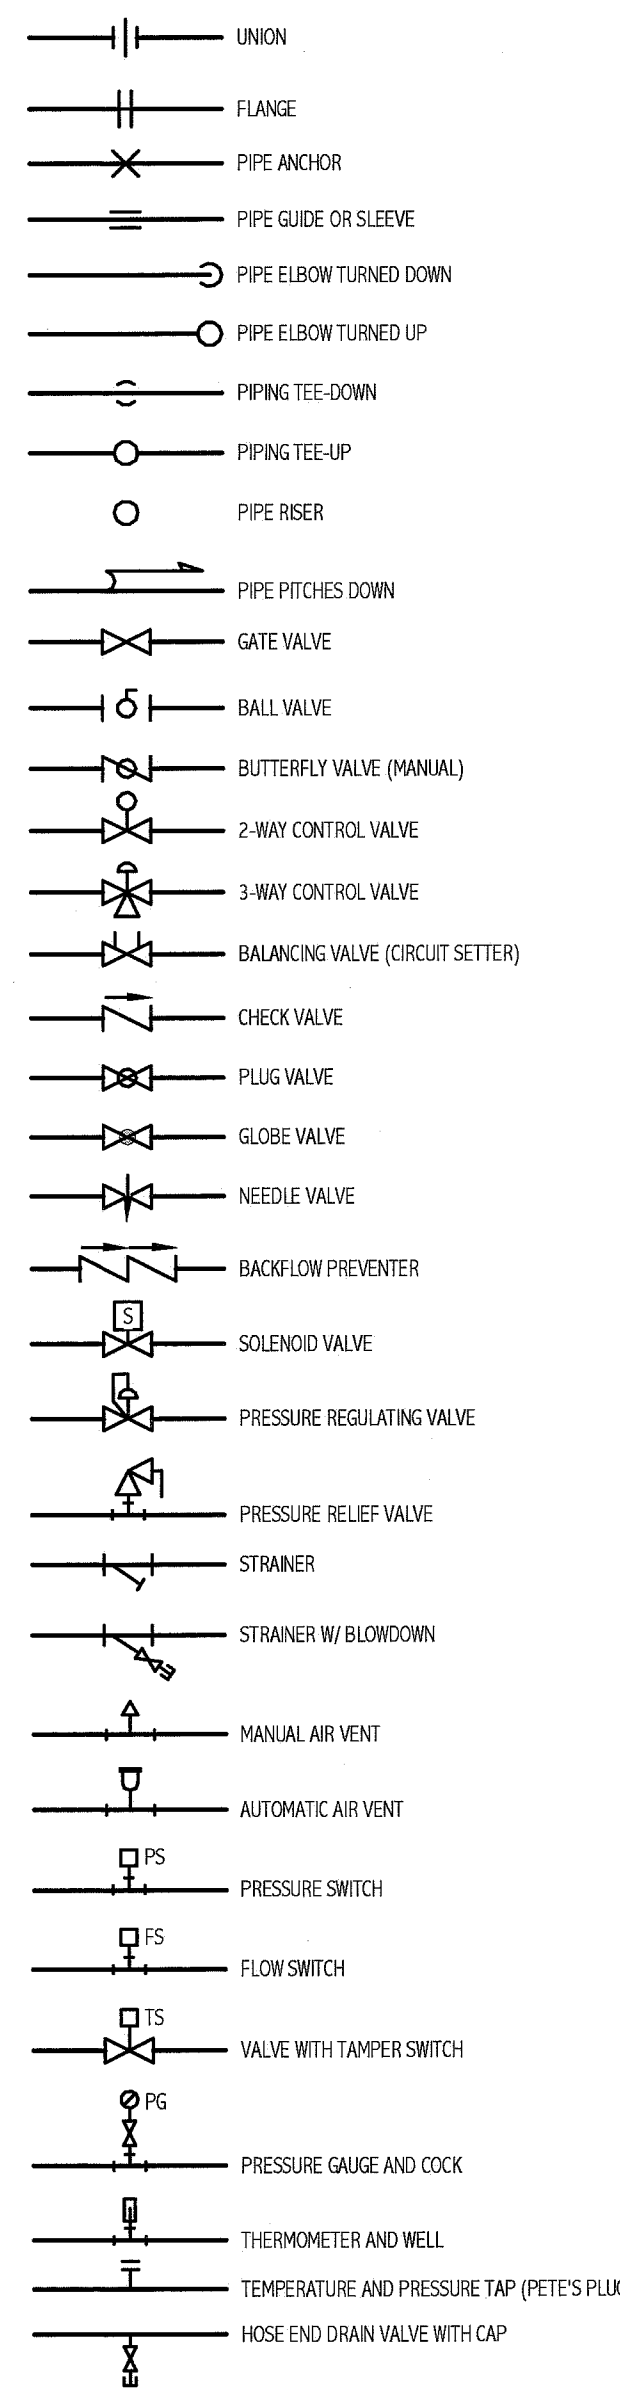 UNION
FLANGE
PIPE ANCHOR
PIPE GUIDE OR SLEEVE
PIPE ELBOW TURNED DOWN
PIPE ELBOW TURNED UP
PIPING TEE-DOWN
PIPING TEE-UP
PIPE RISER
PIPE PITCHES DOWN
GATE VALVE
BALL VALVE
BUTTERFLY VALVE (MANUAL)
2-WAY CONTROL VALVE
3-WAY CONTROL VALVE
BALANCING VALVE (CIRCUIT SETTER)
CHECK VALVE
PLUG VALVE
GLOBE VALVE
NEEDLE VALVE
BACKFLOW PREVENTER
S
SOLENOID VALVE
PRESSURE REGULATING VALVE
PRESSURE RELIEF VALVE
STRAINER
STRAINER W/ BLOWDOWN
MANUAL AIR VENT
AUTOMATIC AIR VENT
PS
PRESSURE SWITCH
FS
FLOW SWITCH
TS
VALVE WITH TAMPER SWITCH
PG
PRESSURE GAUGE AND COCK
THERMOMETER AND WELL
TEMPERATURE AND PRESSURE TAP (PETE'S
HOSE END DRAIN VALVE WITH CAP